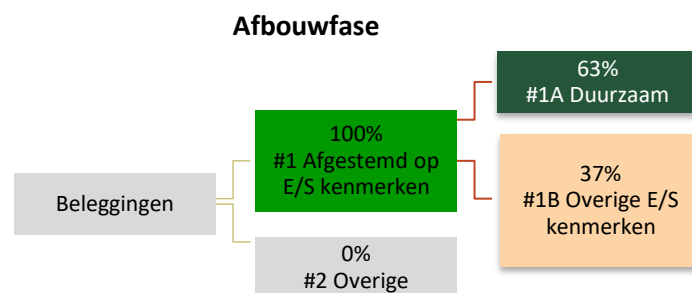 Afbouwfase
63%
#1A Duurzaam
100%
#1 Afgestemd op
E/S kenmerken
37%
#1B Overige E/S
kenmerken
Beleggingen
0%
#2 Overige